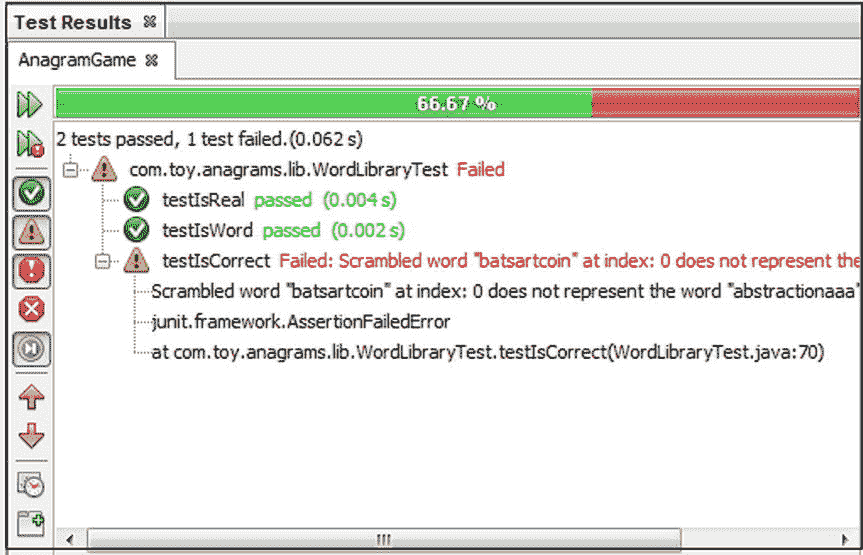 Test Results
AnagramGame
66.67 %
2 tests passed, 1 test failed.(0.062 s)
com.toy.anagrams.lib.WordLibraryTest Failed
testIsReal passed (0.004 s)
testIsWord passed (0.002 s)
testIsCorrect Failed: Scrambled word "batsartcoin" at index: 0 does not represent the
Scrambled word "batsartcoin" at index: 0 does not represent the word "abstractionaaa"
junit.framework.AssertionFailedError
at com.toy.anagrams.lib.WordLibraryTest.testIsCorrect(WordLibraryTest.java:70)